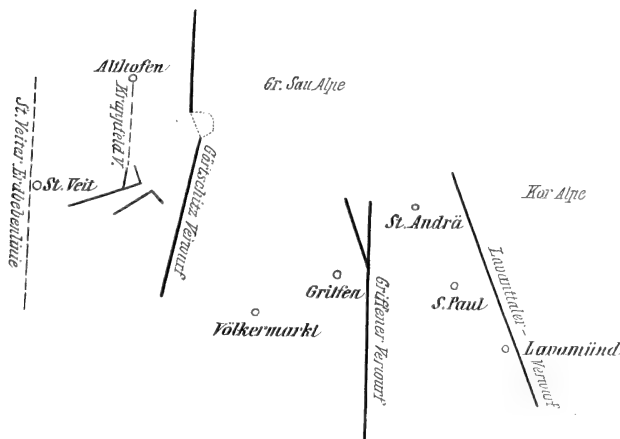 Althofen
Gr. Sau Alpe
Krappfeld V.
St. Veiter Erdbebenlinie
St. Veit
Görtschitz Verwurf
Kor Alpe
St. Andrä
Lavanttaler-Verwurf
Griffen
S. Paul
Völkermarkt
Griffener Verwurf
Lavamünd.